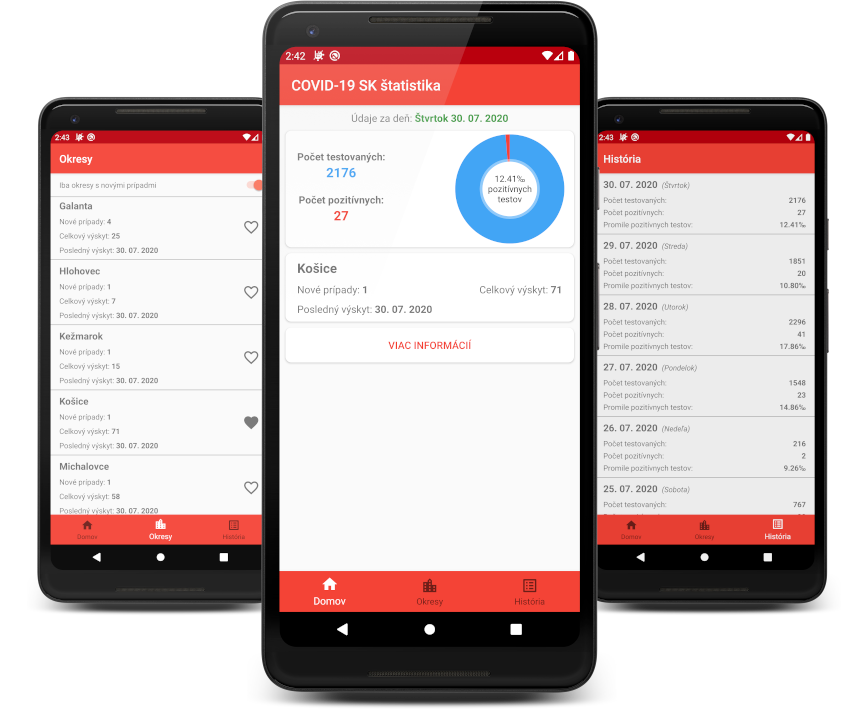 2:43
Okresy
Iba okresy s novými prípadmi
Galanta
Nové prípady: 4
Celkový výskyt: 25
Posledný výskyt: 30. 07. 2020
Hlohovec
Nové prípady: 1
Celkový výskyt: 7
Posledný výskyt: 30. 07. 2020
Kežmarok
Nové prípady: 1
Celkový výskyt: 15
Posledný výskyt: 30. 07. 2020
Košice
Nové prípady: 1
Celkový výskyt: 71
Posledný výskyt: 30. 07. 2020
Michalovce
Nové prípady: 1
Celkový výskyt: 58
Posledný výskyt: 30. 07. 2020
Domov Okresy História
2:42
COVID-19 SK štatistika
Údaje za deň: Štvrtok 30. 07. 2020
Počet testovaných:
2176
Počet pozitívnych:
27
12.41‰
pozitívnych
testov
Košice
Nové prípady: 1 Celkový výskyt: 71
Posledný výskyt: 30. 07. 2020
VIAC INFORMÁCIÍ
Domov Okresy História
2:43
História
30. 07. 2020 (Štvrtok)
Počet testovaných: 2176
Počet pozitívnych: 27
Promile pozitívnych testov: 12.41‰
29. 07. 2020 (Streda)
Počet testovaných: 1851
Počet pozitívnych: 20
Promile pozitívnych testov: 10.80‰
28. 07. 2020 (Utorok)
Počet testovaných: 2296
Počet pozitívnych: 41
Promile pozitívnych testov: 17.86‰
27. 07. 2020 (Pondelok)
Počet testovaných: 1548
Počet pozitívnych: 23
Promile pozitívnych testov: 14.86‰
26. 07. 2020 (Nedeľa)
Počet testovaných: 216
Počet pozitívnych: 2
Promile pozitívnych testov: 9.26‰
25. 07. 2020 (Sobota)
Počet testovaných: 767
Domov Okresy História